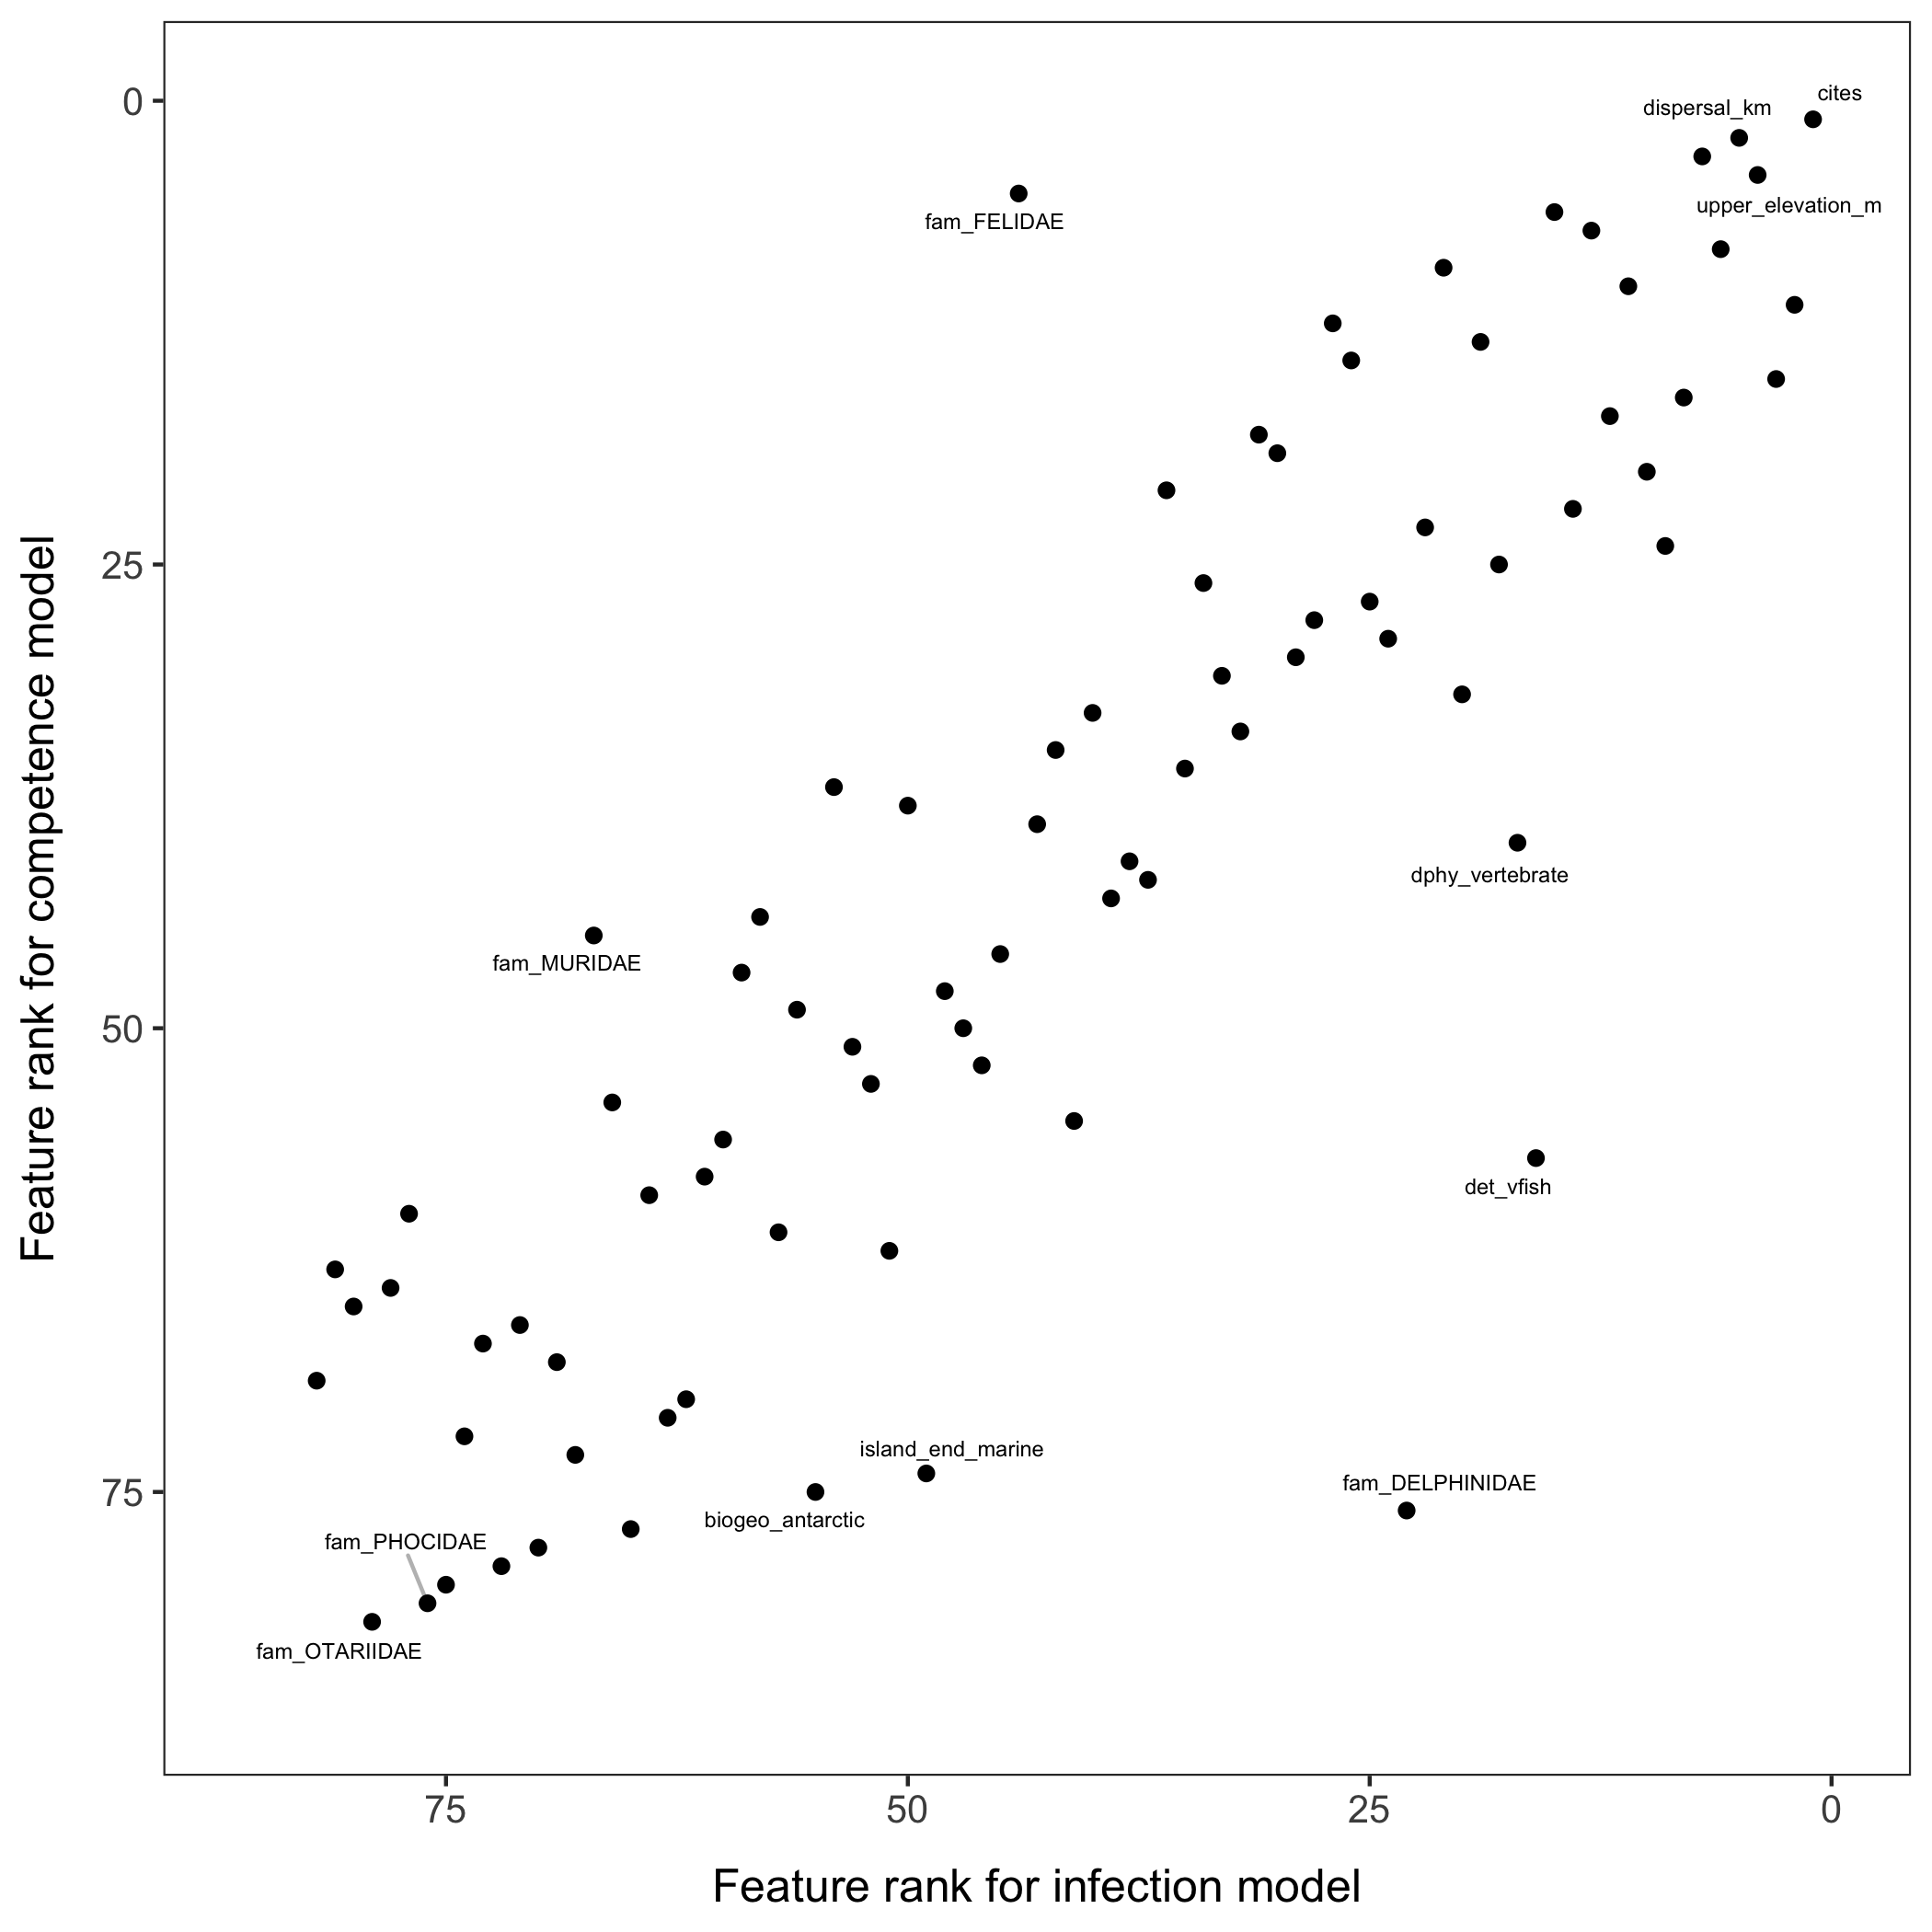 cites
dispersal_km
upper_elevation_m
fam_FELIDAE
dphy_vertebrate
fam_MURIDAE
det_vfish
island_end_marine
fam_DELPHINIDAE
biogeo_antarctic
fam_PHOCIDAE
fam_OTARIIDAE
0
25
50
75
Feature rank for competence model
75
50
25
0
Feature rank for infection model